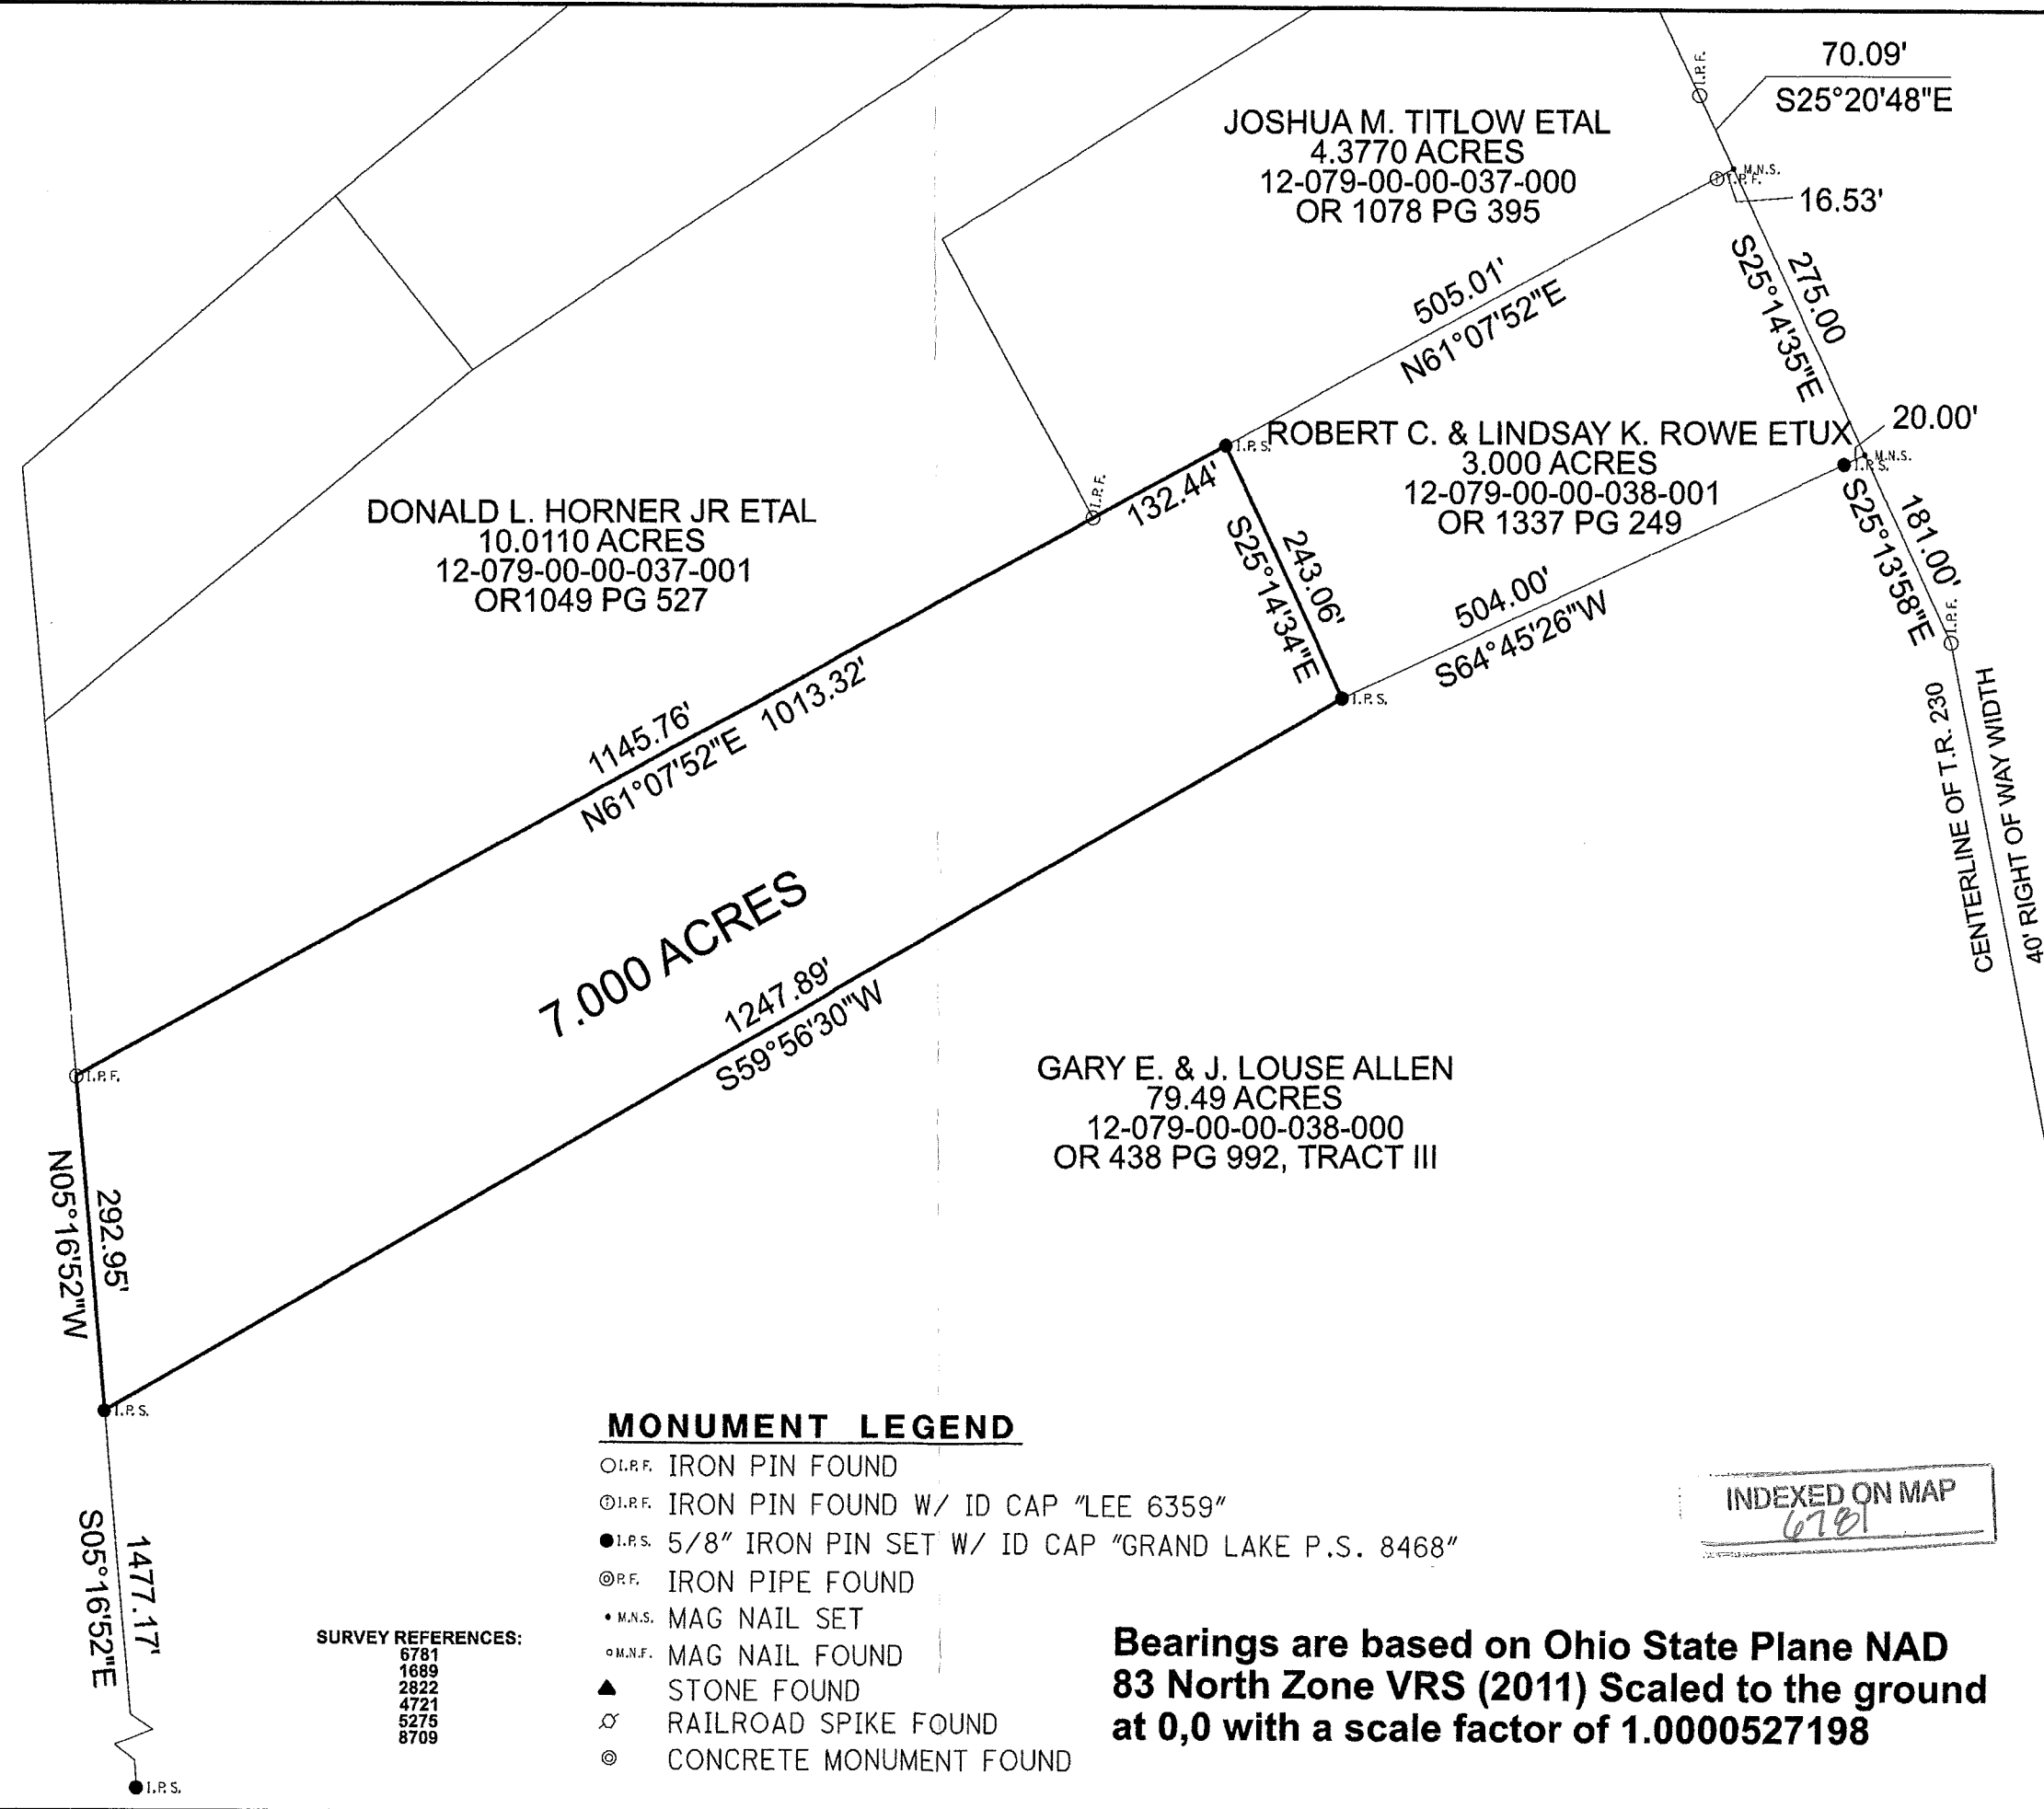 70.09'
S25°20'48"E
I.P.F.
JOSHUA M. TITLOW ETAL
4.3770 ACRES
12-079-00-00-037-000
OR 1078 PG 395
M.N.S.
I.P.F.
16.53'
505.01'
N61°07'52"E
275.00
S25°14'35"E
20.00'
ROBERT C. & LINDSAY K. ROWE ETUX
3.000 ACRES
12-079-00-00-038-001
OR 1337 PG 249
I.P.S.
M.N.S.
I.P.S.
DONALD L. HORNER JR ETAL
10.0110 ACRES
12-079-00-00-037-001
OR1049 PG 527
I.P.F.
132.44'
243.06'
S25°14'34"E
504.00'
S64°45'26"W
181.00'
S25°13'58"E
I.P.F.
I.P.S.
1145.76'
N61°07'52"E 1013.32'
CENTERLINE OF T.R. 230
40' RIGHT OF WAY WIDTH
7.000 ACRES
1247.89'
S59°56'30"W
I.P.F.
GARY E. & J. LOUSE ALLEN
79.49 ACRES
12-079-00-00-038-000
OR 438 PG 992, TRACT III
292.95'
N05°16'52"W
I.P.S.
1477.17'
S05°16'52"E
I.P.S.
MONUMENT LEGEND
I.P.F. IRON PIN FOUND
I.P.F. IRON PIN FOUND W/ ID CAP "LEE 6359"
I.P.S. 5/8" IRON PIN SET W/ ID CAP "GRAND LAKE P.S. 8468"
P.F. IRON PIPE FOUND
M.N.S. MAG NAIL SET
M.N.F. MAG NAIL FOUND
STONE FOUND
RAILROAD SPIKE FOUND
CONCRETE MONUMENT FOUND
SURVEY REFERENCES:
6781
1689
2822
4721
5275
8709
INDEXED ON MAP
6781
Bearings are based on Ohio State Plane NAD
83 North Zone VRS (2011) Scaled to the ground
at 0,0 with a scale factor of 1.0000527198